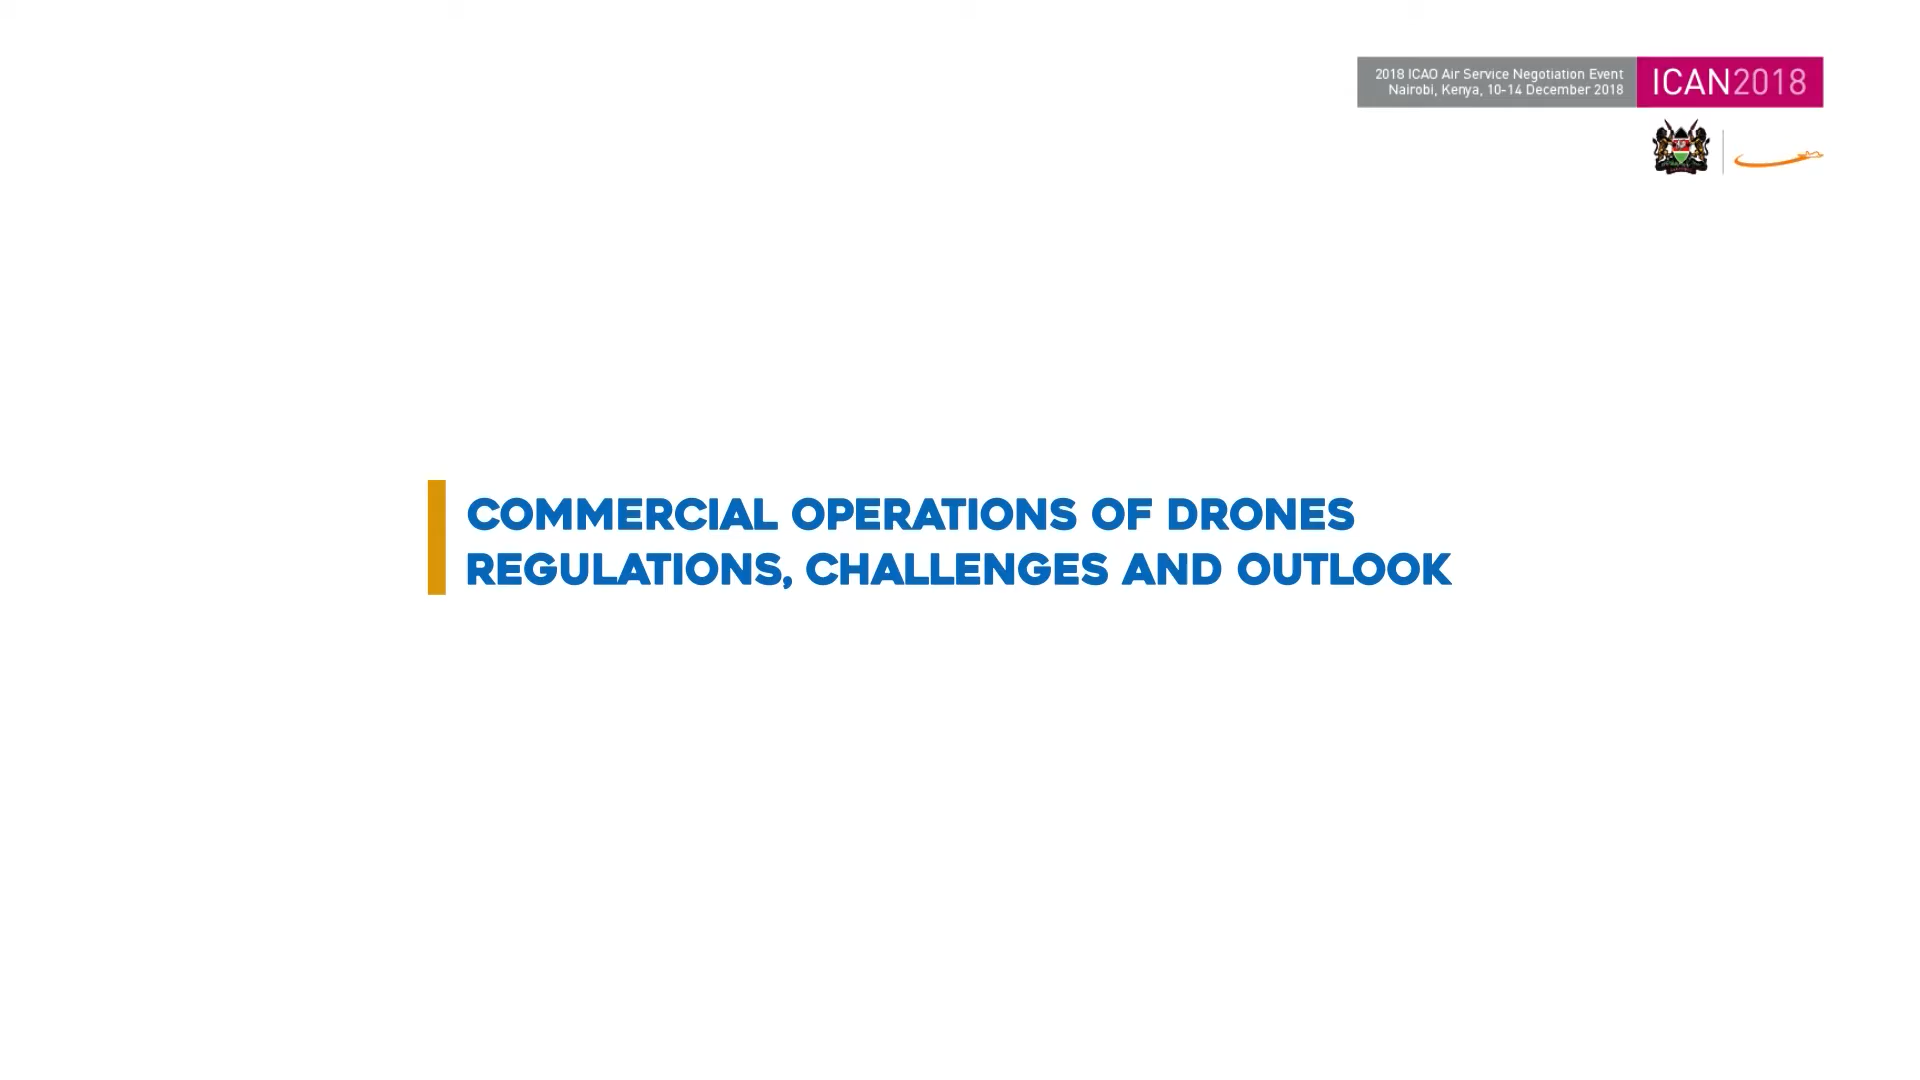 2018 ICAO Air Service Negotiation Event
Nairobi, Kenya, 10-14 December 2018
ICAN2018
COMMERCIAL OPERATIONS OF DRONES
REGULATIONS, CHALLENGES AND OUTLOOK